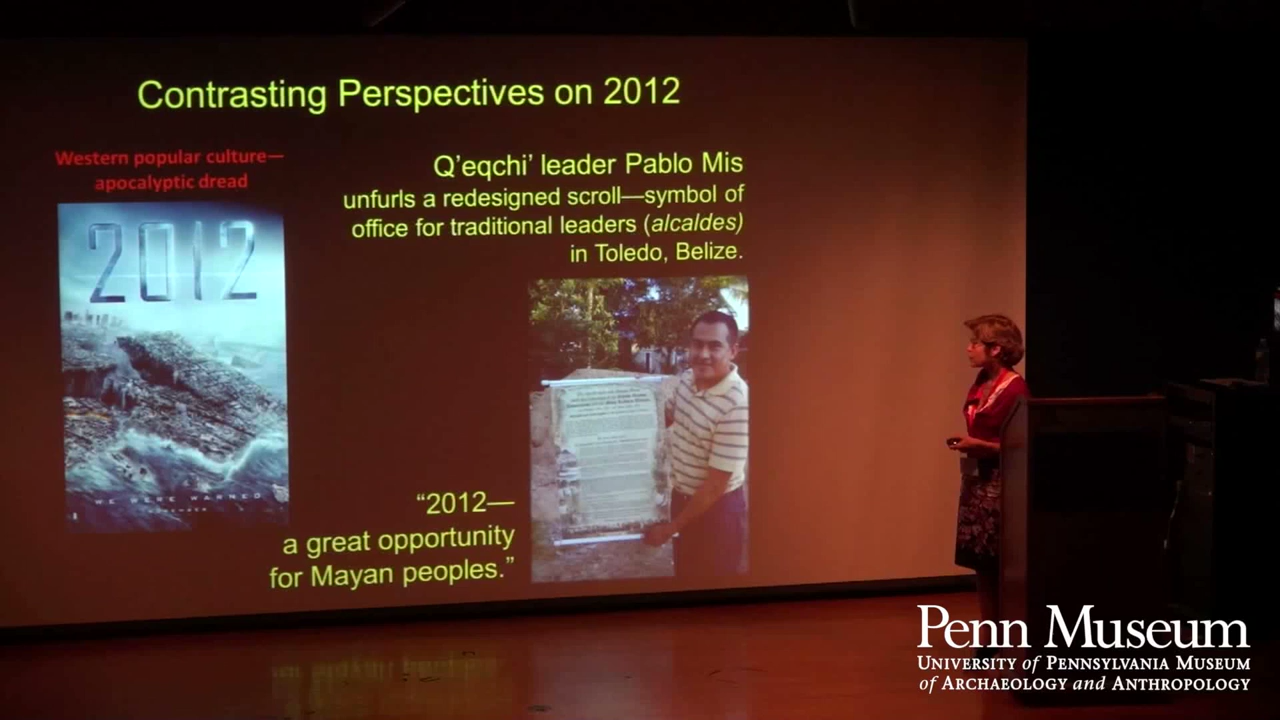 Contrasting Perspectives on 2012
Western popular culture—
apocalyptic dread
2012
WE WERE WARNED
Q'eqchi' leader Pablo Mis
unfurls a redesigned scroll—symbol of
office for traditional leaders (alcaldes)
in Toledo, Belize.
"2012—
a great opportunity
for Mayan peoples."
Penn Museum
UNIVERSITY of PENNSYLVANIA MUSEUM
of ARCHAEOLOGY and ANTHROPOLOGY